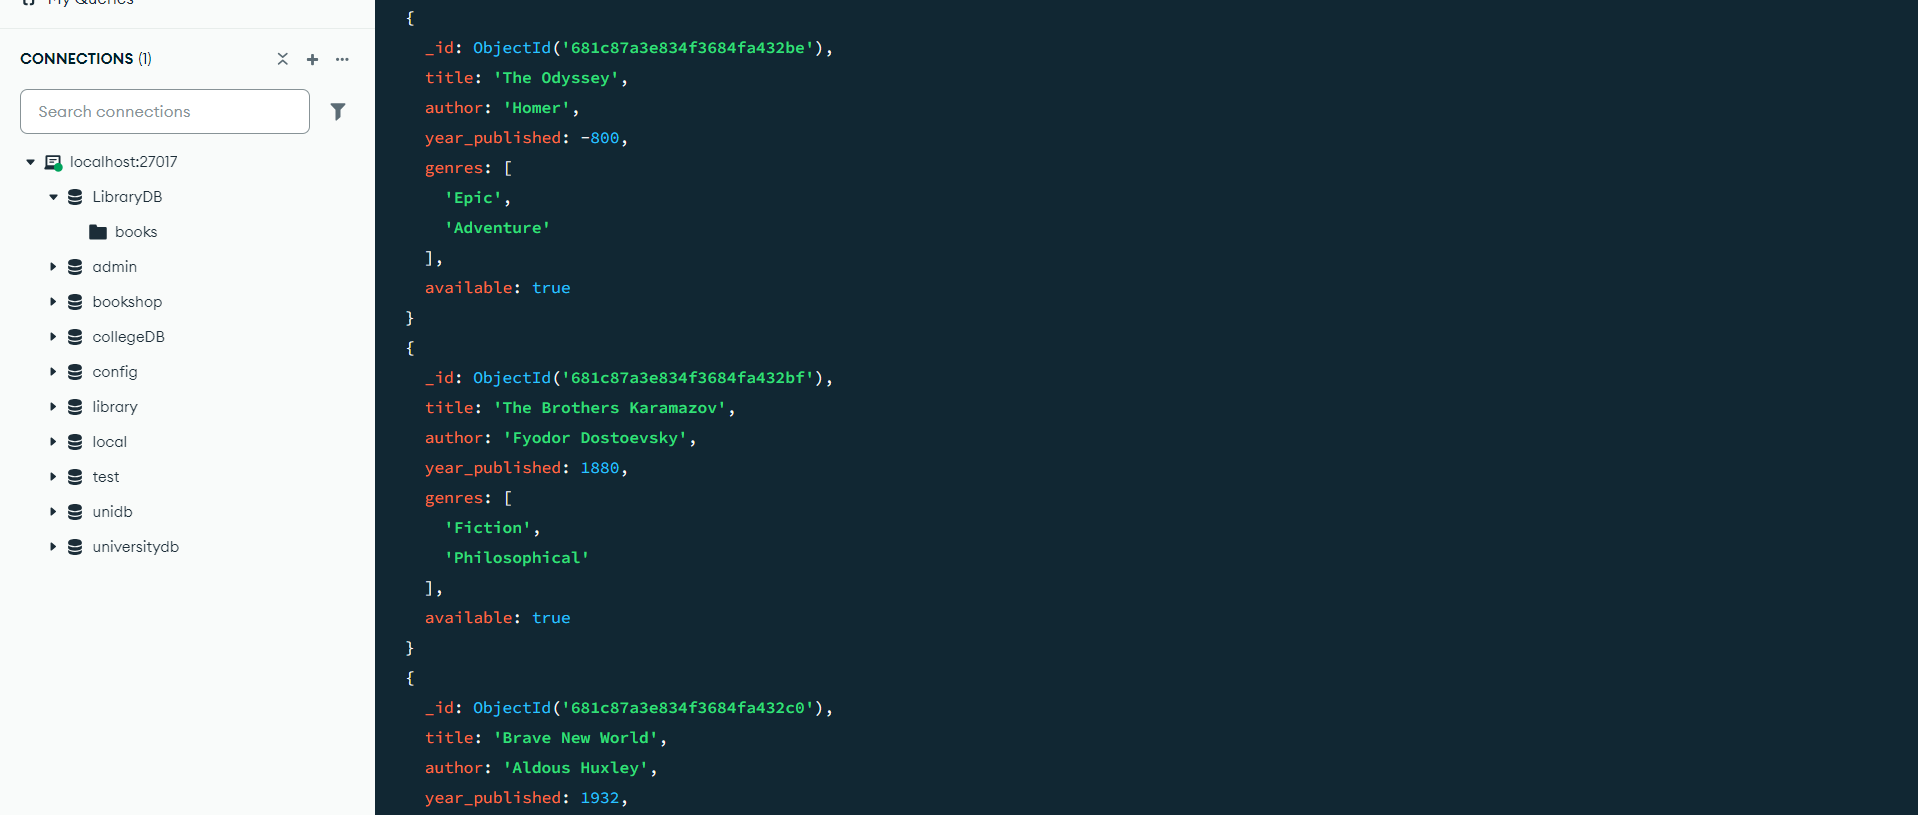 My Queries
CONNECTIONS (1)
Search connections
localhost:27017
LibraryDB
books
admin
bookshop
collegeDB
config
library
local
test
unidb
universitydb
{
_id: ObjectId('681c87a3e834f3684fa432be'),
title: 'The Odyssey',
author: 'Homer',
year_published: -800,
genres: [
'Epic',
'Adventure'
],
available: true
}
{
_id: ObjectId('681c87a3e834f3684fa432bf'),
title: 'The Brothers Karamazov',
author: 'Fyodor Dostoevsky',
year_published: 1880,
genres: [
'Fiction',
'Philosophical'
],
available: true
}
{
_id: ObjectId('681c87a3e834f3684fa432c0'),
title: 'Brave New World',
author: 'Aldous Huxley',
year_published: 1932,